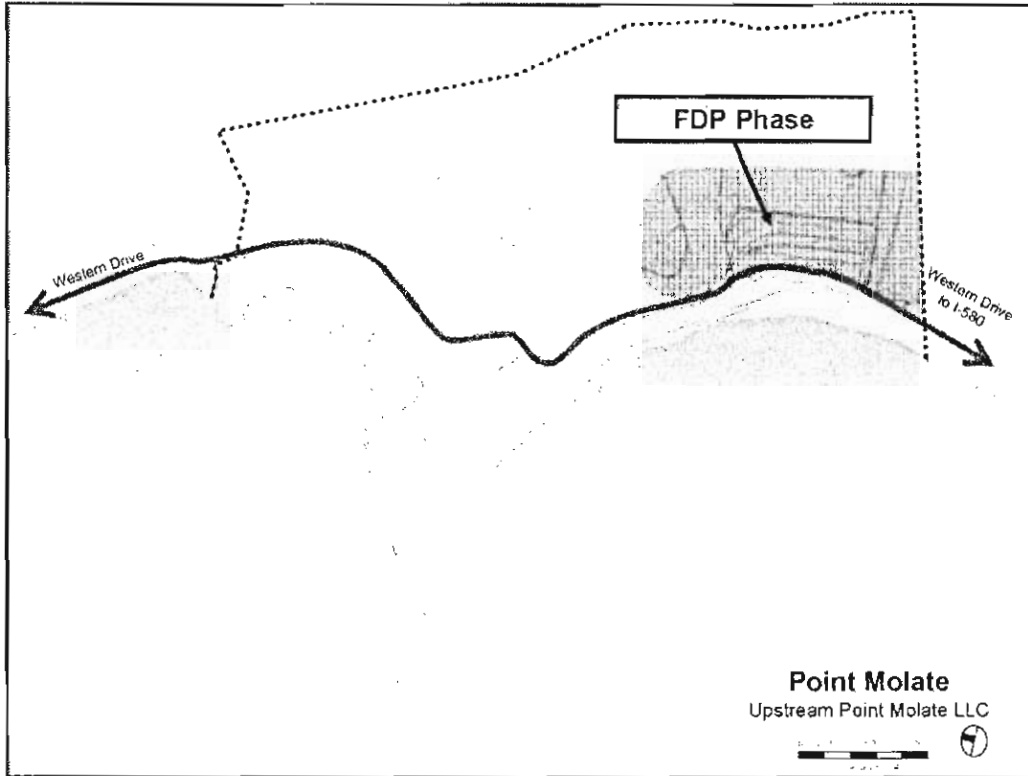 FDP Phase
Western Drive
Western Drive
to I-580
Point Molate
Upstream Point Molate LLC